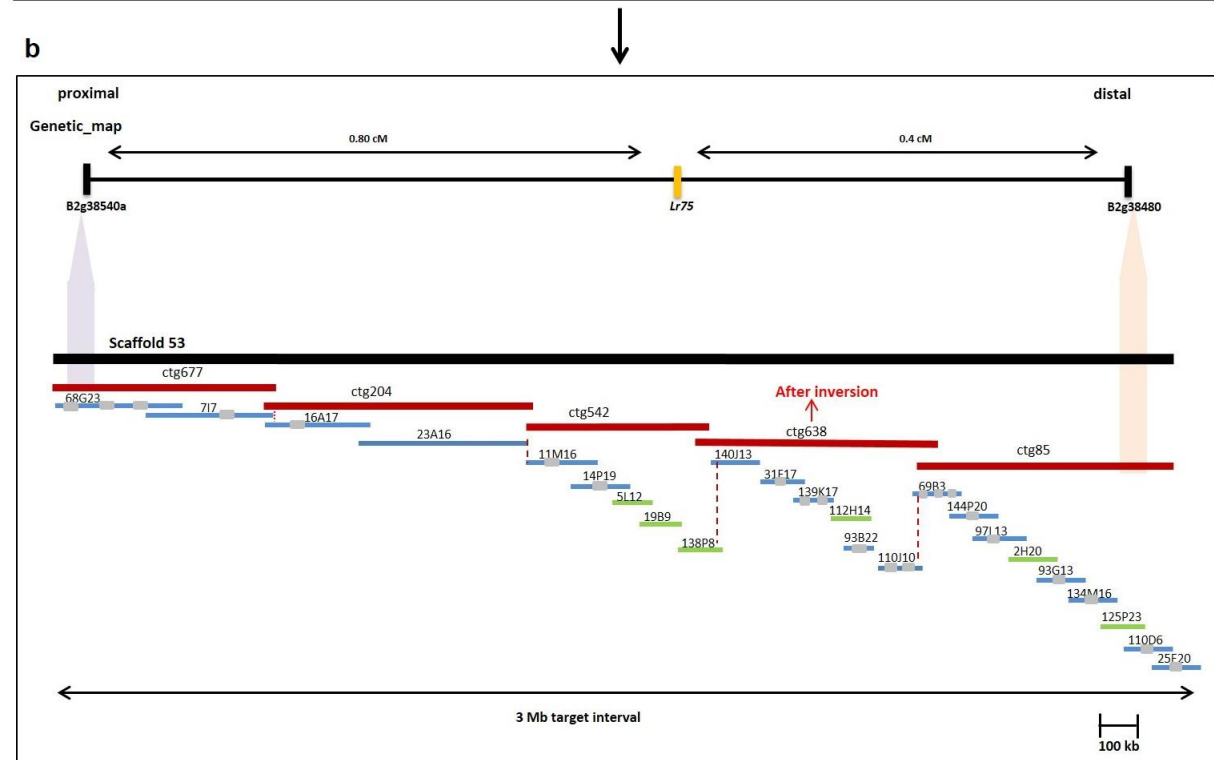 b
proximal
distal
Genetic_map
0.80 cM
0.4 cM
B2g38540a
Lr75
B2g38480
Scaffold 53
ctg677
ctg204
ctg542
After inversion
ctg638
ctg85
68G23
7I7
16A17
23A16
11M16
14P19
5L12
19B9
138P8
140J13
31F17
139K17
112H14
93B22
110J10
69B3
144P20
97L13
2H20
93G13
134M16
125P23
110D6
25F20
3 Mb target interval
100 kb